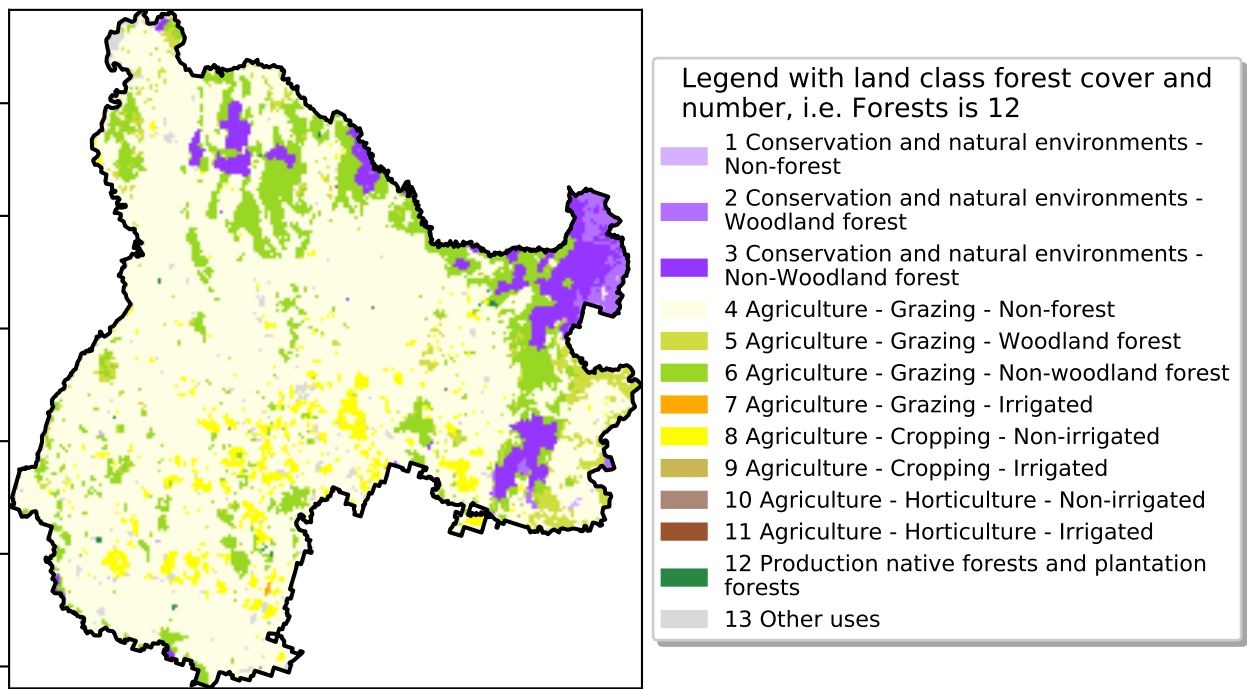 Legend with land class forest cover and
number, i.e. Forests is 12
1 Conservation and natural environments -
Non-forest
2 Conservation and natural environments -
Woodland forest
3 Conservation and natural environments -
Non-Woodland forest
4 Agriculture - Grazing - Non-forest
5 Agriculture - Grazing - Woodland forest
6 Agriculture - Grazing - Non-woodland forest
7 Agriculture - Grazing - Irrigated
8 Agriculture - Cropping - Non-irrigated
9 Agriculture - Cropping - Irrigated
10 Agriculture - Horticulture - Non-irrigated
11 Agriculture - Horticulture - Irrigated
12 Production native forests and plantation
forests
13 Other uses